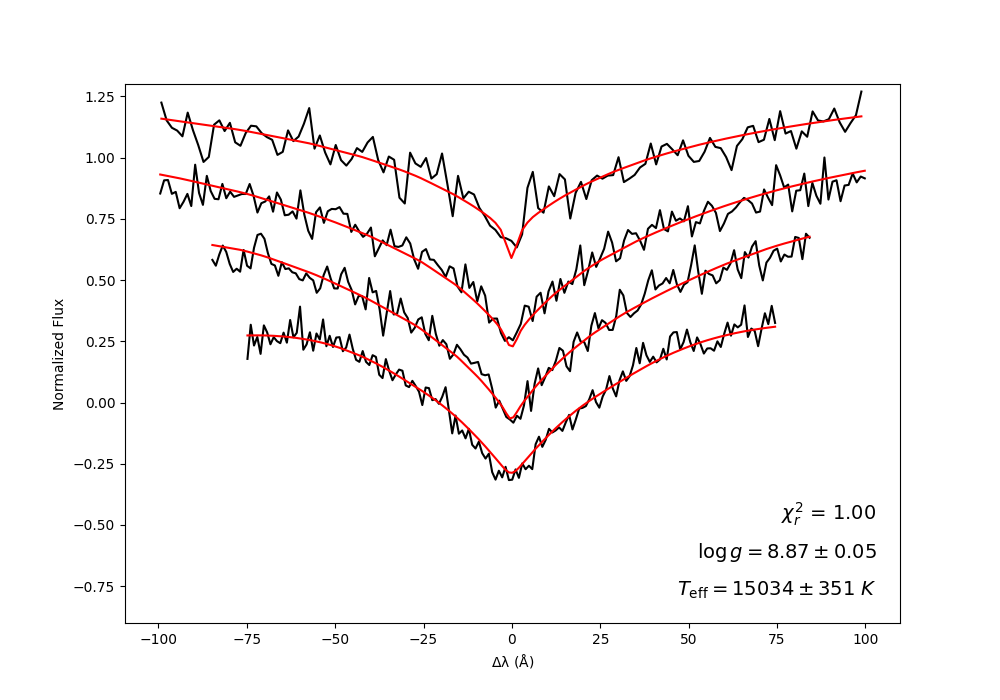 1.25
1.00
0.75
0.50
0.25
0.00
−0.25
−0.50
−0.75
Normalized Flux
χ²ᵣ = 1.00
log g = 8.87 ± 0.05
T_eff = 15034 ± 351 K
−100 −75 −50 −25 0 25 50 75 100
Δλ (Å)